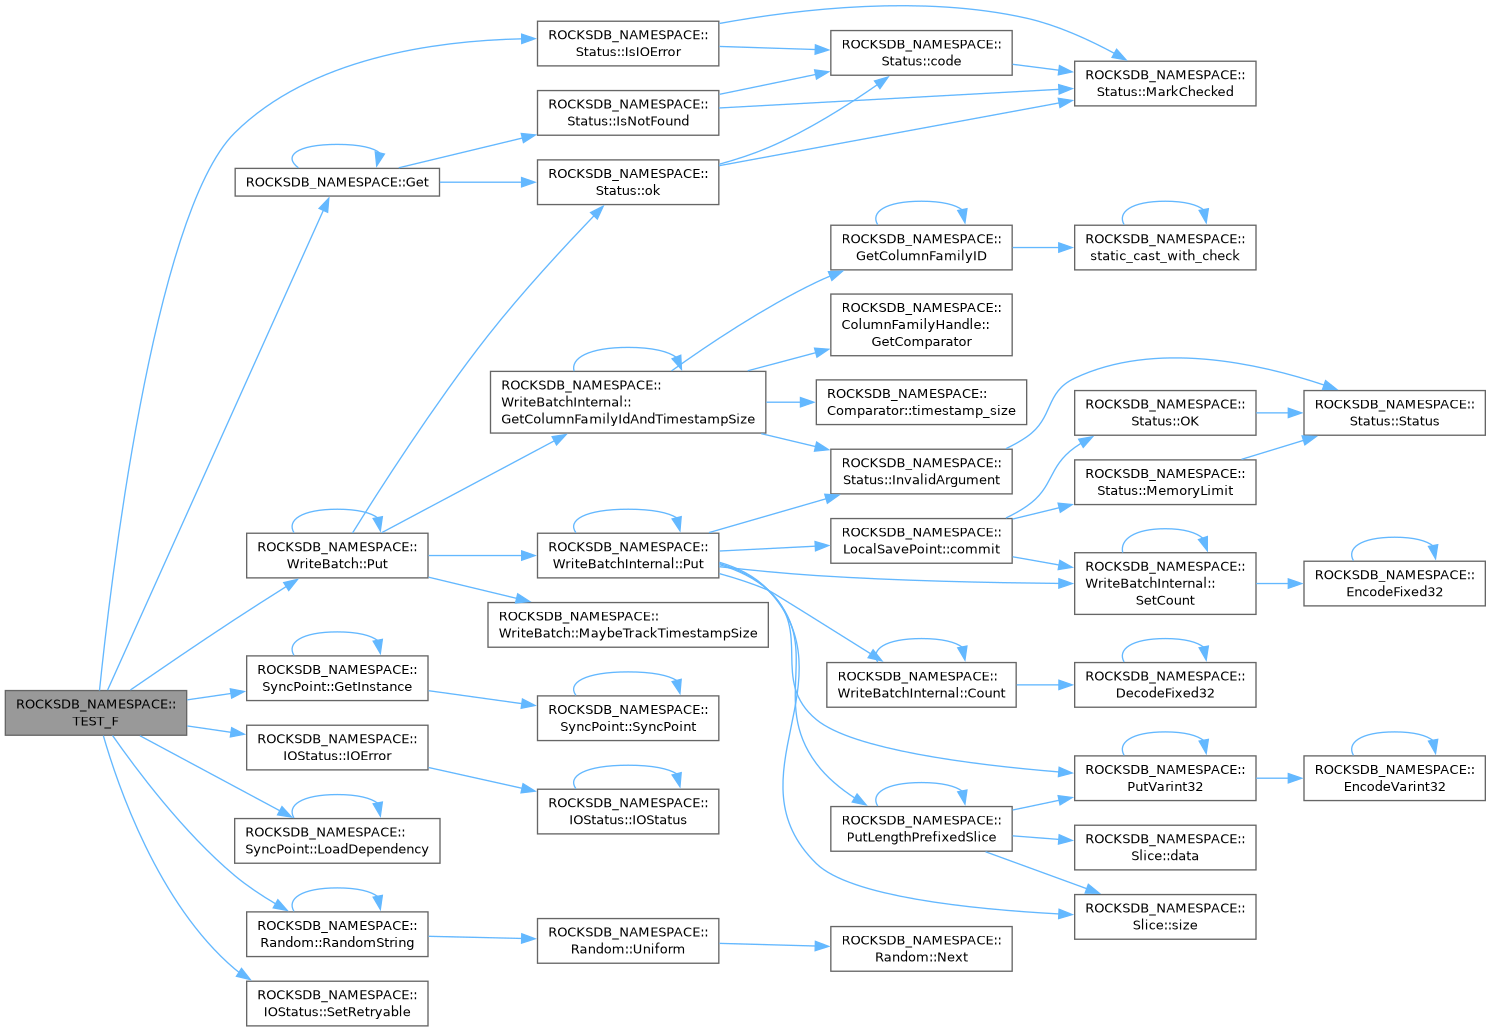 ROCKSDB_NAMESPACE::
TEST_F
ROCKSDB_NAMESPACE::
Status::IsIOError
ROCKSDB_NAMESPACE::
Status::code
ROCKSDB_NAMESPACE::
Status::MarkChecked
ROCKSDB_NAMESPACE::Get
ROCKSDB_NAMESPACE::
Status::IsNotFound
ROCKSDB_NAMESPACE::
Status::ok
ROCKSDB_NAMESPACE::
WriteBatch::Put
ROCKSDB_NAMESPACE::
WriteBatchInternal::
GetColumnFamilyIdAndTimestampSize
ROCKSDB_NAMESPACE::
GetColumnFamilyID
ROCKSDB_NAMESPACE::
static_cast_with_check
ROCKSDB_NAMESPACE::
ColumnFamilyHandle::
GetComparator
ROCKSDB_NAMESPACE::
Comparator::timestamp_size
ROCKSDB_NAMESPACE::
Status::InvalidArgument
ROCKSDB_NAMESPACE::
Status::Status
ROCKSDB_NAMESPACE::
WriteBatchInternal::Put
ROCKSDB_NAMESPACE::
LocalSavePoint::commit
ROCKSDB_NAMESPACE::
Status::OK
ROCKSDB_NAMESPACE::
Status::MemoryLimit
ROCKSDB_NAMESPACE::
WriteBatchInternal::
SetCount
ROCKSDB_NAMESPACE::
EncodeFixed32
ROCKSDB_NAMESPACE::
WriteBatchInternal::Count
ROCKSDB_NAMESPACE::
DecodeFixed32
ROCKSDB_NAMESPACE::
PutVarint32
ROCKSDB_NAMESPACE::
EncodeVarint32
ROCKSDB_NAMESPACE::
PutLengthPrefixedSlice
ROCKSDB_NAMESPACE::
Slice::data
ROCKSDB_NAMESPACE::
Slice::size
ROCKSDB_NAMESPACE::
WriteBatch::MaybeTrackTimestampSize
ROCKSDB_NAMESPACE::
SyncPoint::GetInstance
ROCKSDB_NAMESPACE::
SyncPoint::SyncPoint
ROCKSDB_NAMESPACE::
IOStatus::IOError
ROCKSDB_NAMESPACE::
IOStatus::IOStatus
ROCKSDB_NAMESPACE::
SyncPoint::LoadDependency
ROCKSDB_NAMESPACE::
Random::RandomString
ROCKSDB_NAMESPACE::
Random::Uniform
ROCKSDB_NAMESPACE::
Random::Next
ROCKSDB_NAMESPACE::
IOStatus::SetRetryable